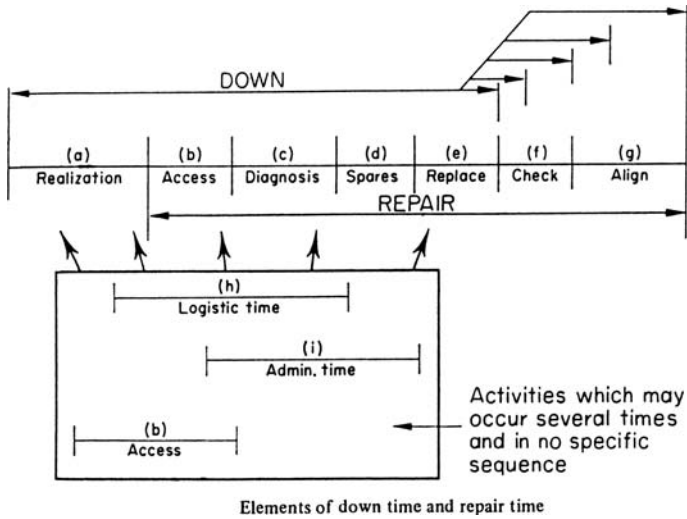 DOWN
(a) (b) (c) (d) (e) (f) (g)
Realization Access Diagnosis Spares Replace Check Align
REPAIR
(h)
Logistic time
(i)
Admin. time
(b)
Access
Activities which may
occur several times
and in no specific
sequence
Elements of down time and repair time